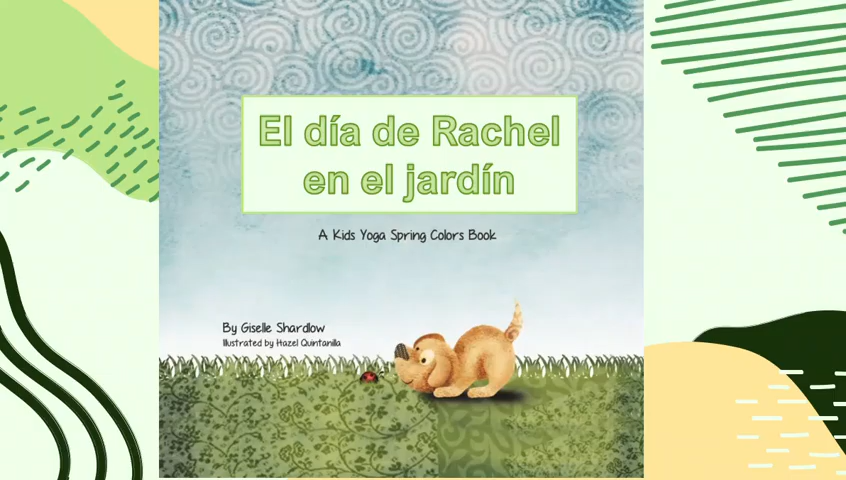 El día de Rachel
en el jardín
A Kids Yoga Spring Colors Book
By Giselle Shardlow
Illustrated by Hazel Quintanilla